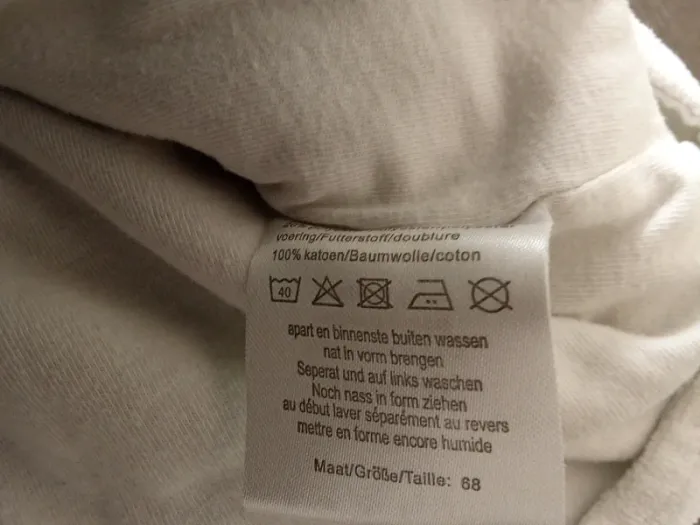 voering/Futterstoff/doublure
100% katoen/Baumwolle/coton
40
apart en binnenste buiten wassen
nat in vorm brengen
Seperat und auf links waschen
Noch nass in form ziehen
au début laver séparément au revers
mettre en forme encore humide
Maat/Größe/Taille: 68